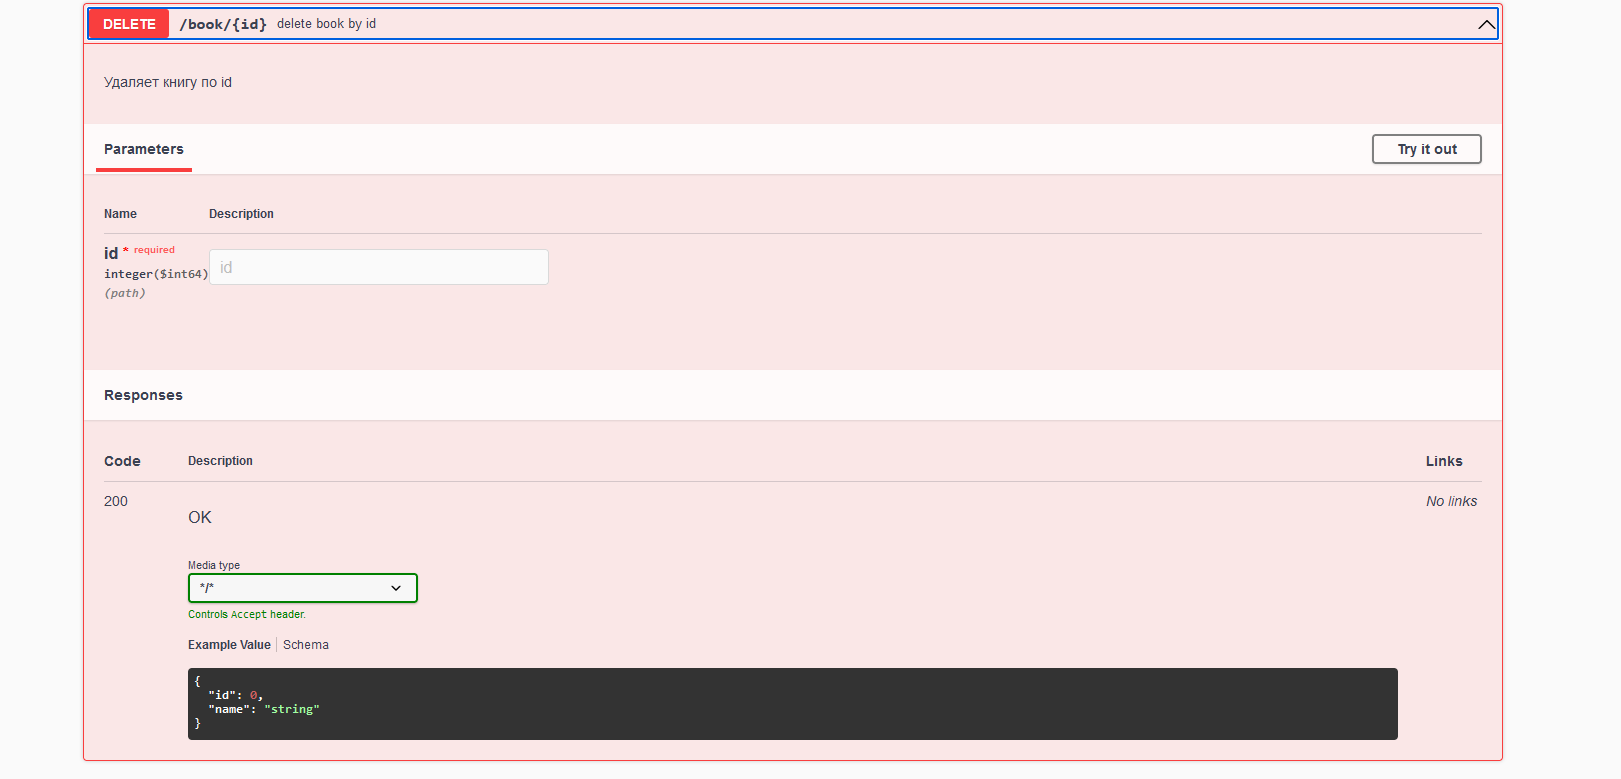 DELETE /book/{id} delete book by id
Удаляет книгу по id
Parameters Try it out
Name Description
id * required
integer($int64)
(path)
id
Responses
Code Description Links
200 No links
OK
Media type
*/*
Controls Accept header.
Example Value Schema
{
"id": 0,
"name": "string"
}